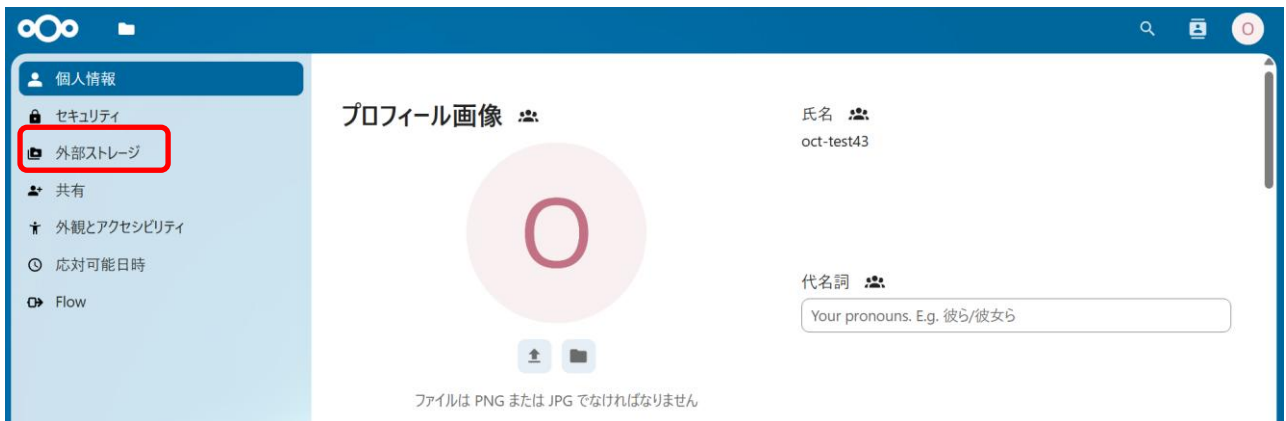 O
個人情報
セキュリティ
外部ストレージ
共有
外観とアクセシビリティ
応対可能日時
Flow
プロフィール画像
O
ファイルは PNG または JPG でなければなりません
氏名
oct-test43
代名詞
Your pronouns. E.g. 彼ら/彼女ら